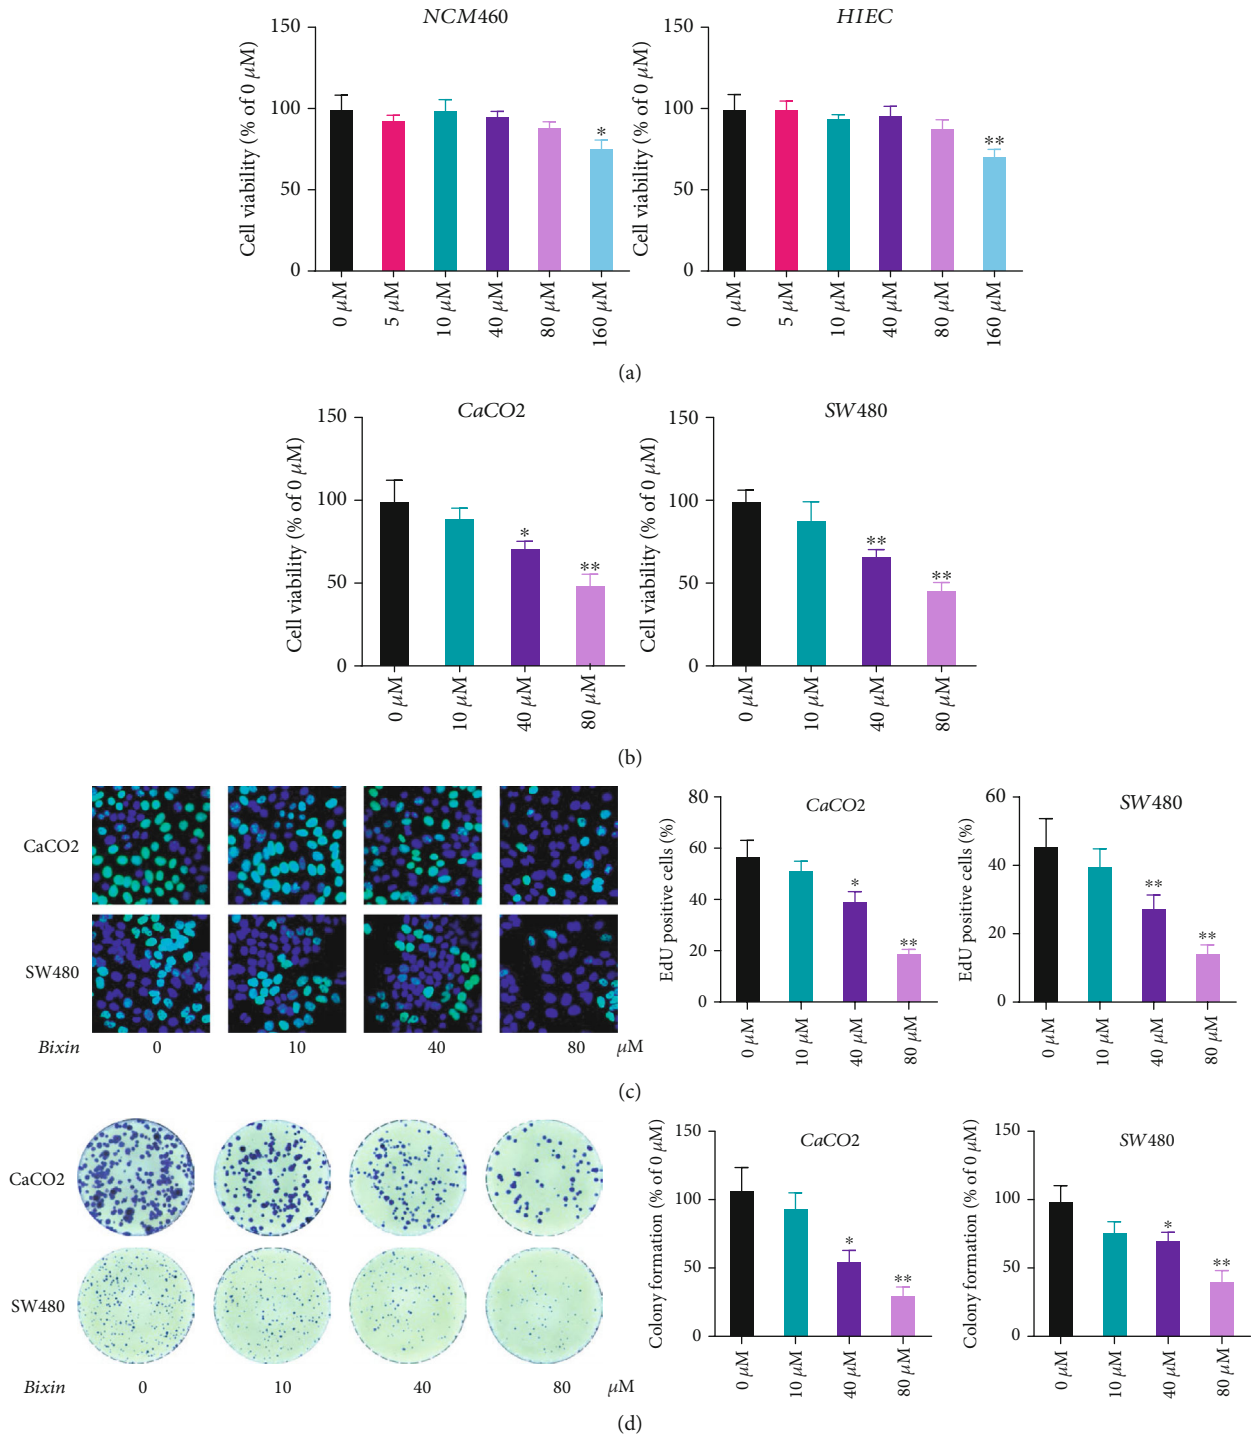 NCM460
Cell viability (% of 0 μM)
150
100
50
0
*
0 μM
5 μM
10 μM
40 μM
80 μM
160 μM
HIEC
Cell viability (% of 0 μM)
150
100
50
0
**
0 μM
5 μM
10 μM
40 μM
80 μM
160 μM
(a)
CaCO2
Cell viability (% of 0 μM)
150
100
50
0
*
**
0 μM
10 μM
40 μM
80 μM
SW480
Cell viability (% of 0 μM)
150
100
50
0
**
**
0 μM
10 μM
40 μM
80 μM
(b)
CaCO2
SW480
Bixin 0 10 40 80 μM
CaCO2
EdU positive cells (%)
80
60
40
20
0
*
**
0 μM
10 μM
40 μM
80 μM
SW480
EdU positive cells (%)
60
40
20
0
**
**
0 μM
10 μM
40 μM
80 μM
(c)
CaCO2
SW480
Bixin 0 10 40 80 μM
CaCO2
Colony formation (% of 0 μM)
150
100
50
0
*
**
0 μM
10 μM
40 μM
80 μM
SW480
Colony formation (% of 0 μM)
150
100
50
0
*
**
0 μM
10 μM
40 μM
80 μM
(d)